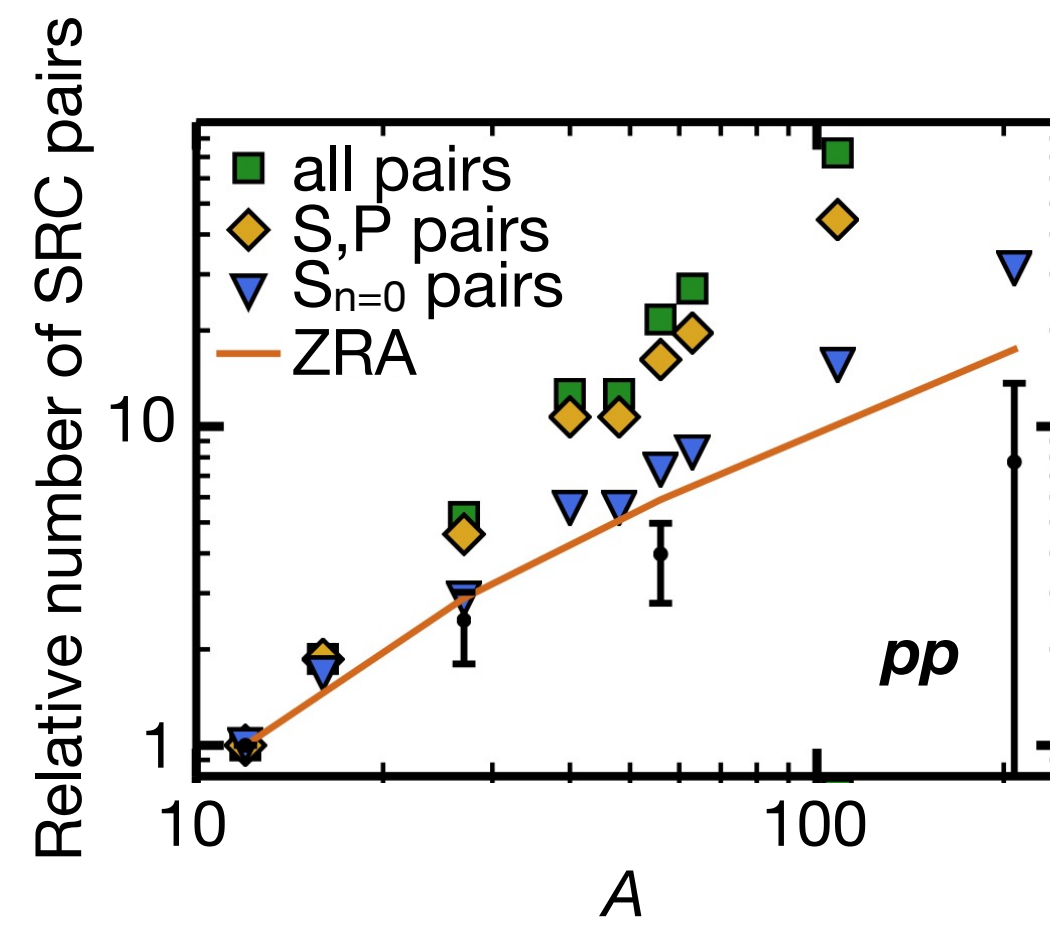 Relative number of SRC pairs
all pairs
S,P pairs
Sn=0 pairs
ZRA
10
1
pp
10
100
A